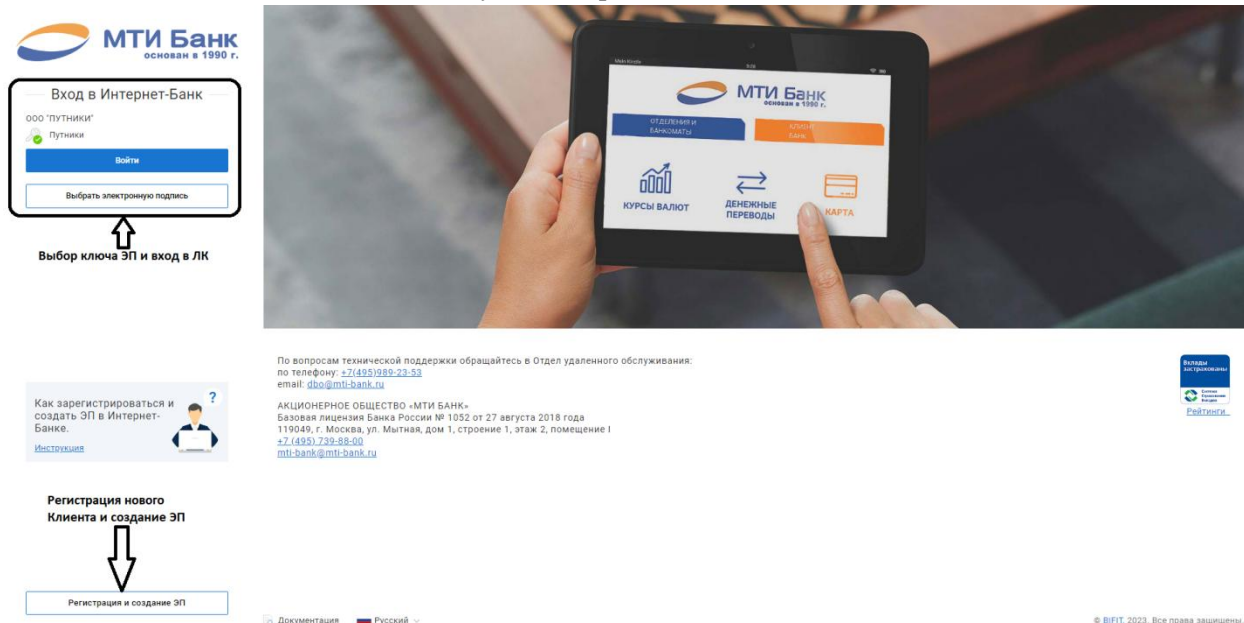 МТИ Банк
основан в 1990 г.
Вход в Интернет-Банк
ООО "ПУТНИКИ"
Путники
Войти
Выбрать электронную подпись
Выбор ключа ЭП и вход в ЛК
МТИ Банк
основан в 1990 г.
ОТДЕЛЕНИЯ И
БАНКОМАТЫ
БАНК
КУРСЫ ВАЛЮТ
ДЕНЕЖНЫЕ
ПЕРЕВОДЫ
КАРТА
По вопросам технической поддержки обращайтесь в Отдел удаленного обслуживания:
по телефону: +7(495)989-23-53
email: dbo@mti-bank.ru
АКЦИОНЕРНОЕ ОБЩЕСТВО «МТИ БАНК»
Базовая лицензия Банка России № 1052 от 27 августа 2018 года
119049, г. Москва, ул. Мытная, дом 1, строение 1, этаж 2, помещение I
+7 (495) 739-88-00
mti-bank@mti-bank.ru
Вклады
застрахованы
Рейтинги
Как зарегистрироваться и
создать ЭП в Интернет-
Банке.
?
Инструкция
Регистрация нового
Клиента и создание ЭП
Регистрация и создание ЭП
Документация
Русский
© BIFIT, 2023. Все права защищены.